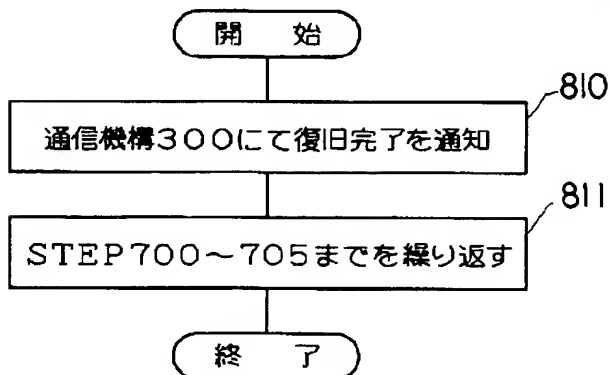 開　始
810
通信機構300にて復旧完了を通知
811
STEP700～705までを繰り返す
終　了